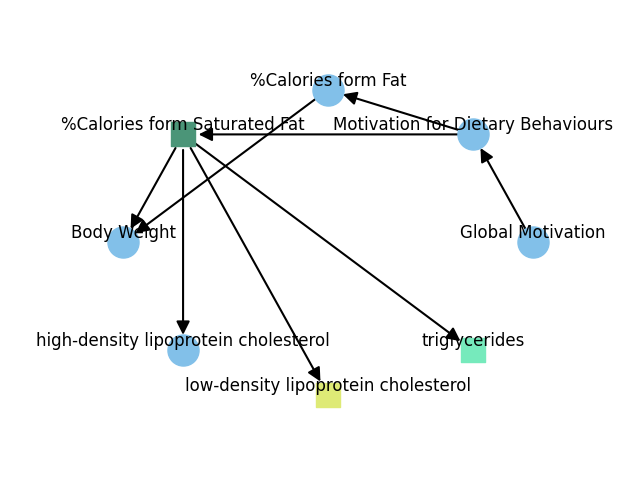 %Calories form Fat
%Calories form Saturated Fat
Motivation for Dietary Behaviours
Body Weight
Global Motivation
high-density lipoprotein cholesterol
triglycerides
low-density lipoprotein cholesterol